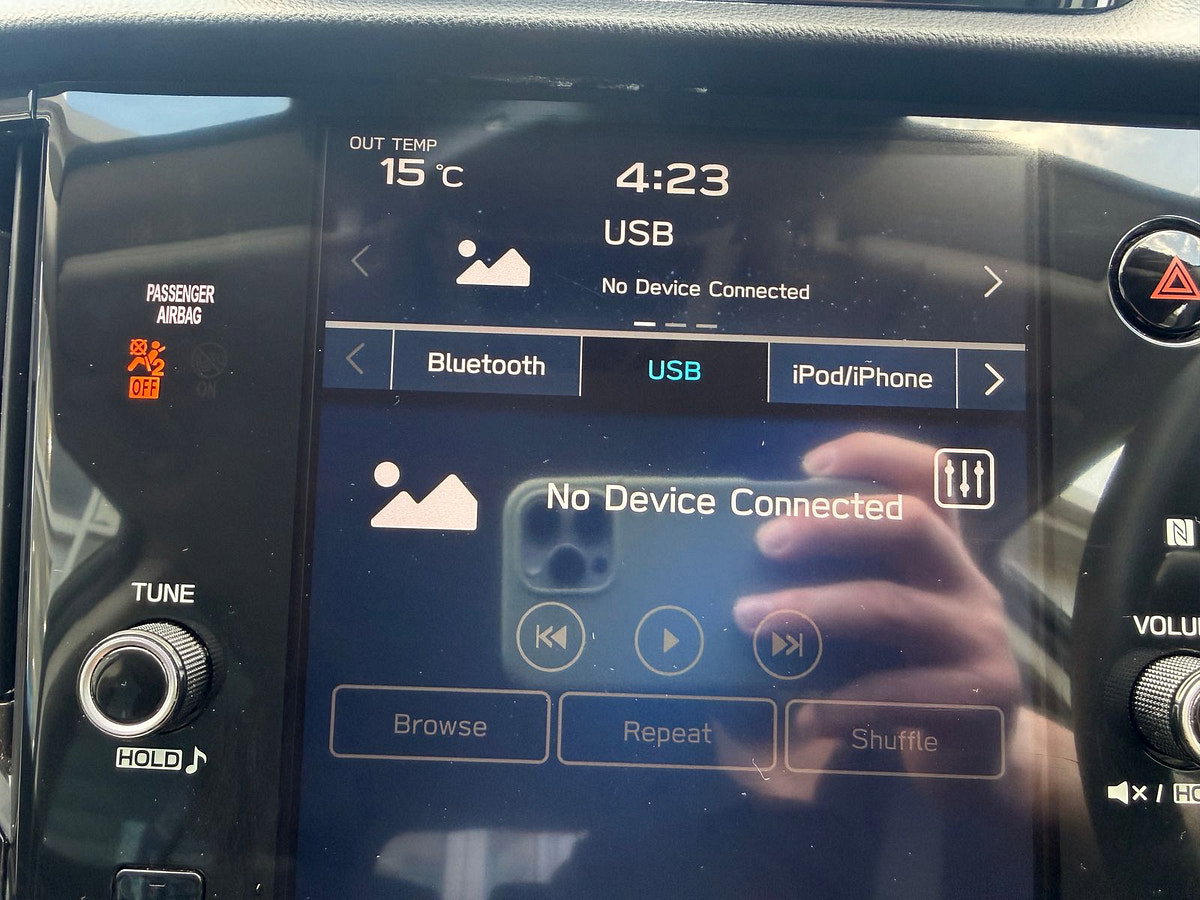 OUT TEMP
15 °C
4:23
USB
No Device Connected
PASSENGER
AIRBAG
2
OFF
Bluetooth
USB
iPod/iPhone
No Device Connected
TUNE
HOLD
Browse
Repeat
Shuffle